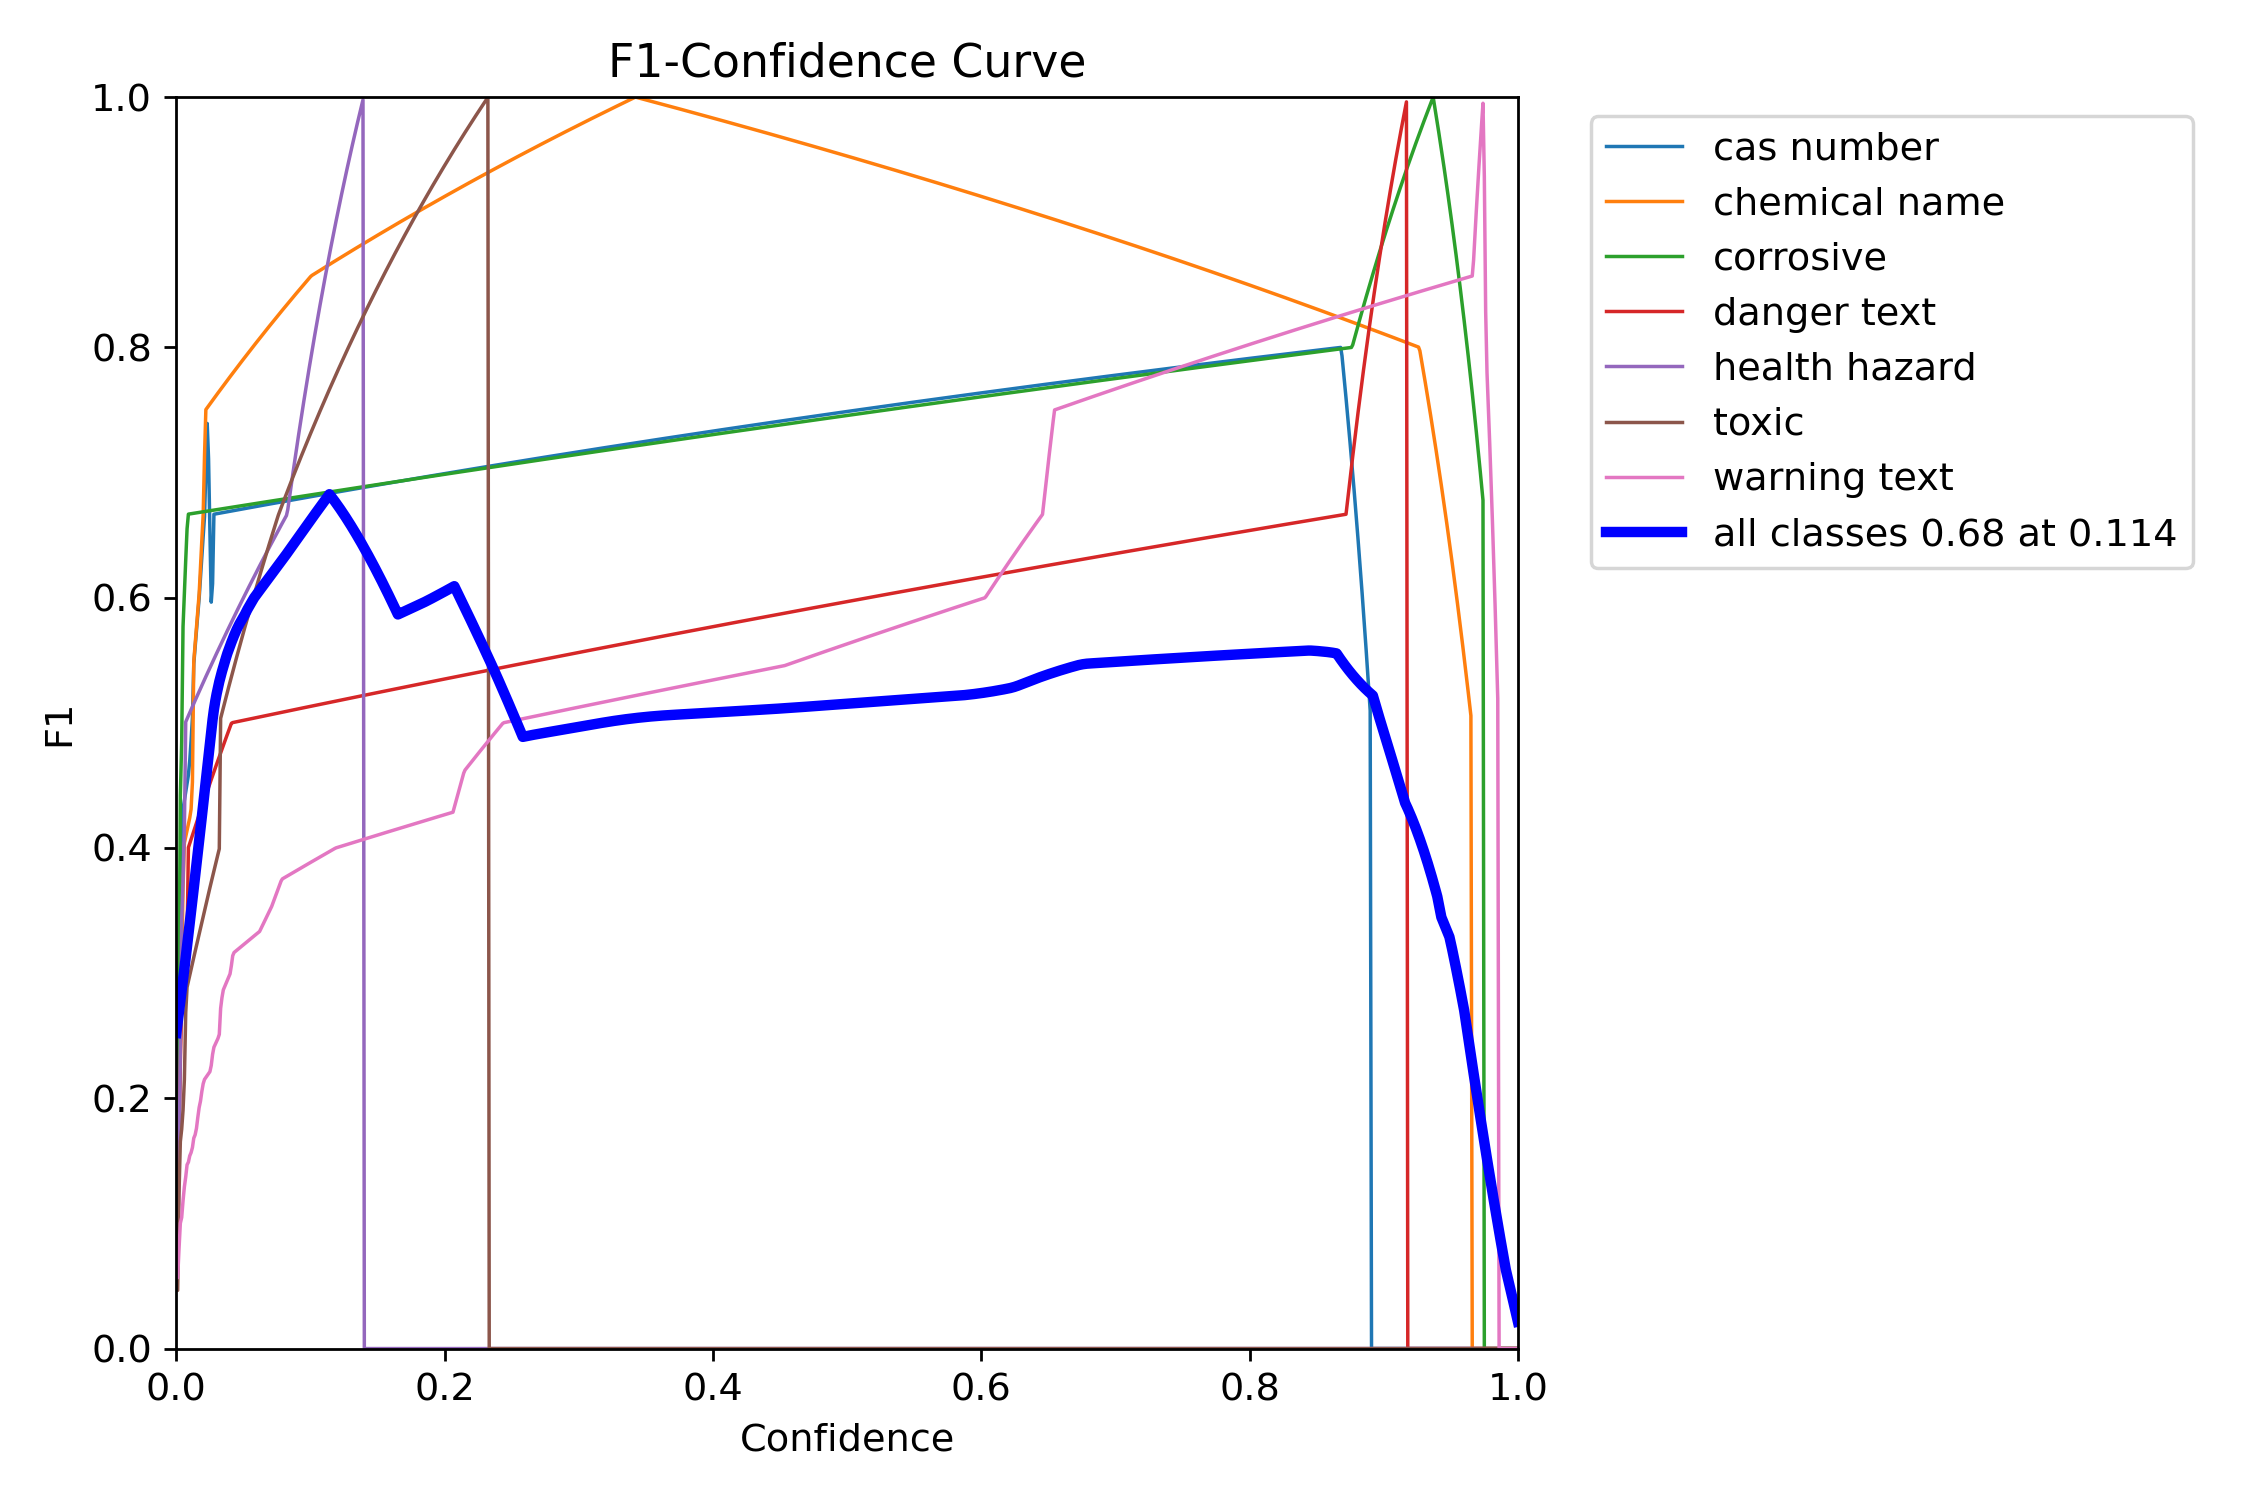 F1-Confidence Curve
1.0
0.8
0.6
0.4
0.2
0.0
F1
0.0 0.2 0.4 0.6 0.8 1.0
Confidence
cas number
chemical name
corrosive
danger text
health hazard
toxic
warning text
all classes 0.68 at 0.114